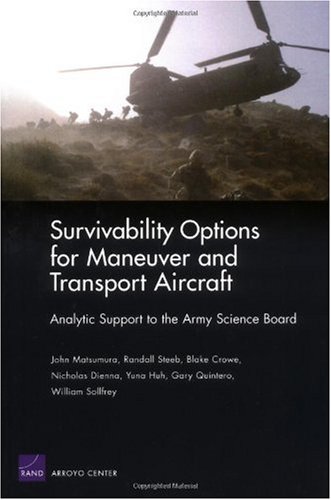 Survivability Options
for Maneuver and
Transport Aircraft
Analytic Support to the Army Science Board
John Matsumura, Randall Steeb, Blake Crowe,
Nicholas Dienna, Yuna Huh, Gary Quintero,
William Sollfrey
RAND ARROYO CENTER